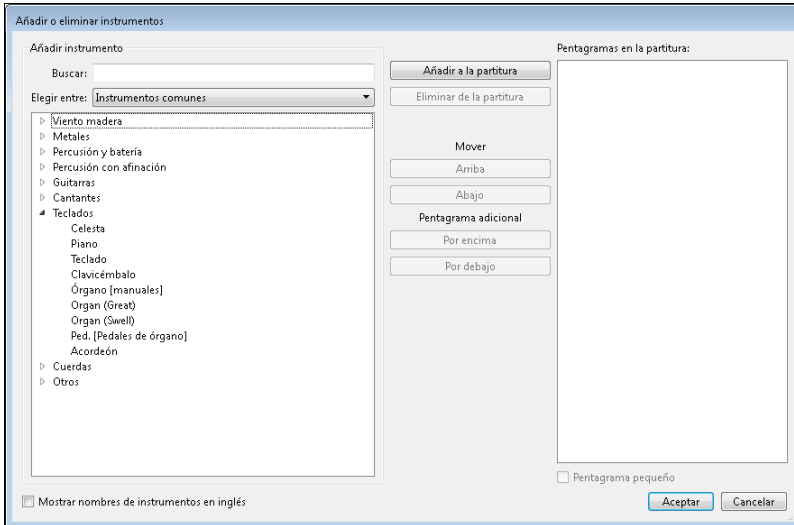 Añadir o eliminar instrumentos
Añadir instrumento
Buscar:
Elegir entre: Instrumentos comunes
Viento madera
Metales
Percusión y batería
Percusión con afinación
Guitarras
Cantantes
Teclados
Celesta
Piano
Teclado
Clavicémbalo
Órgano [manuales]
Organ (Great)
Organ (Swell)
Ped. [Pedales de órgano]
Acordeón
Cuerdas
Otros
Mostrar nombres de instrumentos en inglés
Añadir a la partitura
Eliminar de la partitura
Mover
Arriba
Abajo
Pentagrama adicional
Por encima
Por debajo
Pentagramas en la partitura:
Pentagrama pequeño
Aceptar Cancelar